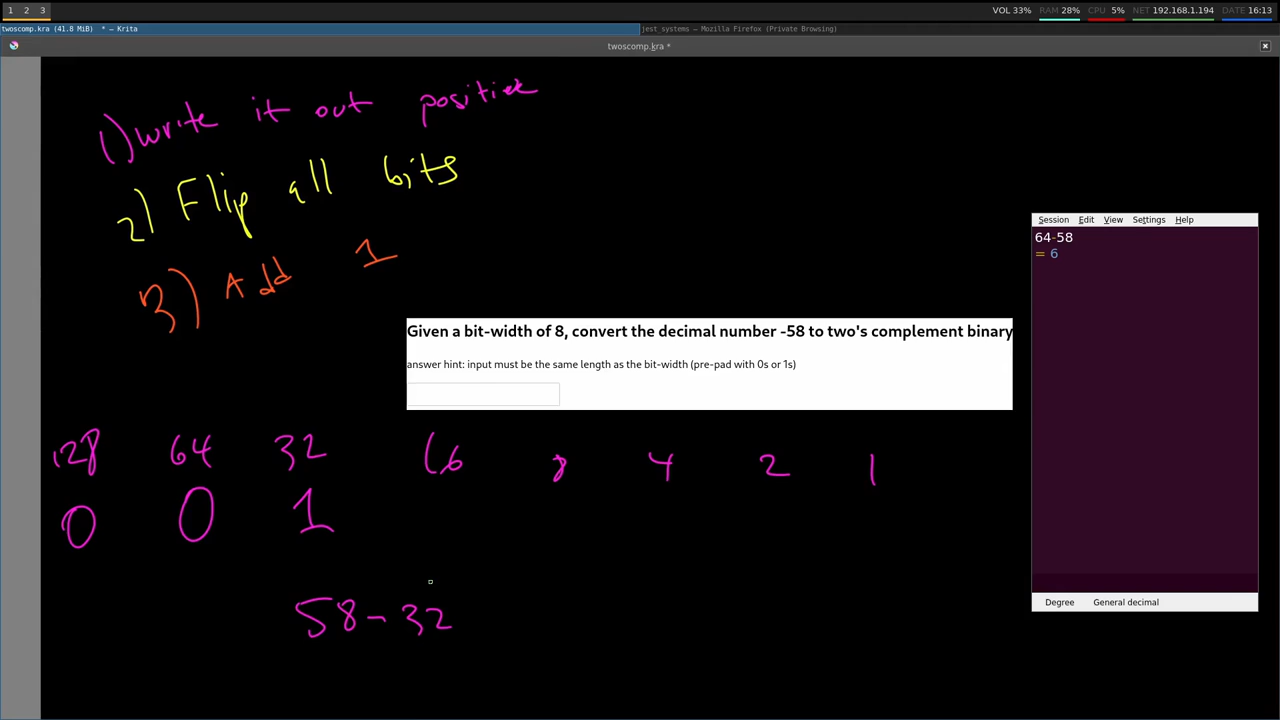 1 2 3
VOL 33% RAM 28% CPU 5% NET 192.168.1.194 DATE 16:13
twoscomp.kra (41.8 MiB) * — Krita
jest_systems — Mozilla Firefox (Private Browsing)
twoscomp.kra *
1) write it out positive
2) Flip all bits
3) Add 1
Session Edit View Settings Help
64-58
= 6
Degree General decimal
Given a bit-width of 8, convert the decimal number -58 to two's complement binary
answer hint: input must be the same length as the bit-width (pre-pad with 0s or 1s)
128 64 32 16 8 4 2 1
0 0 1
58-32